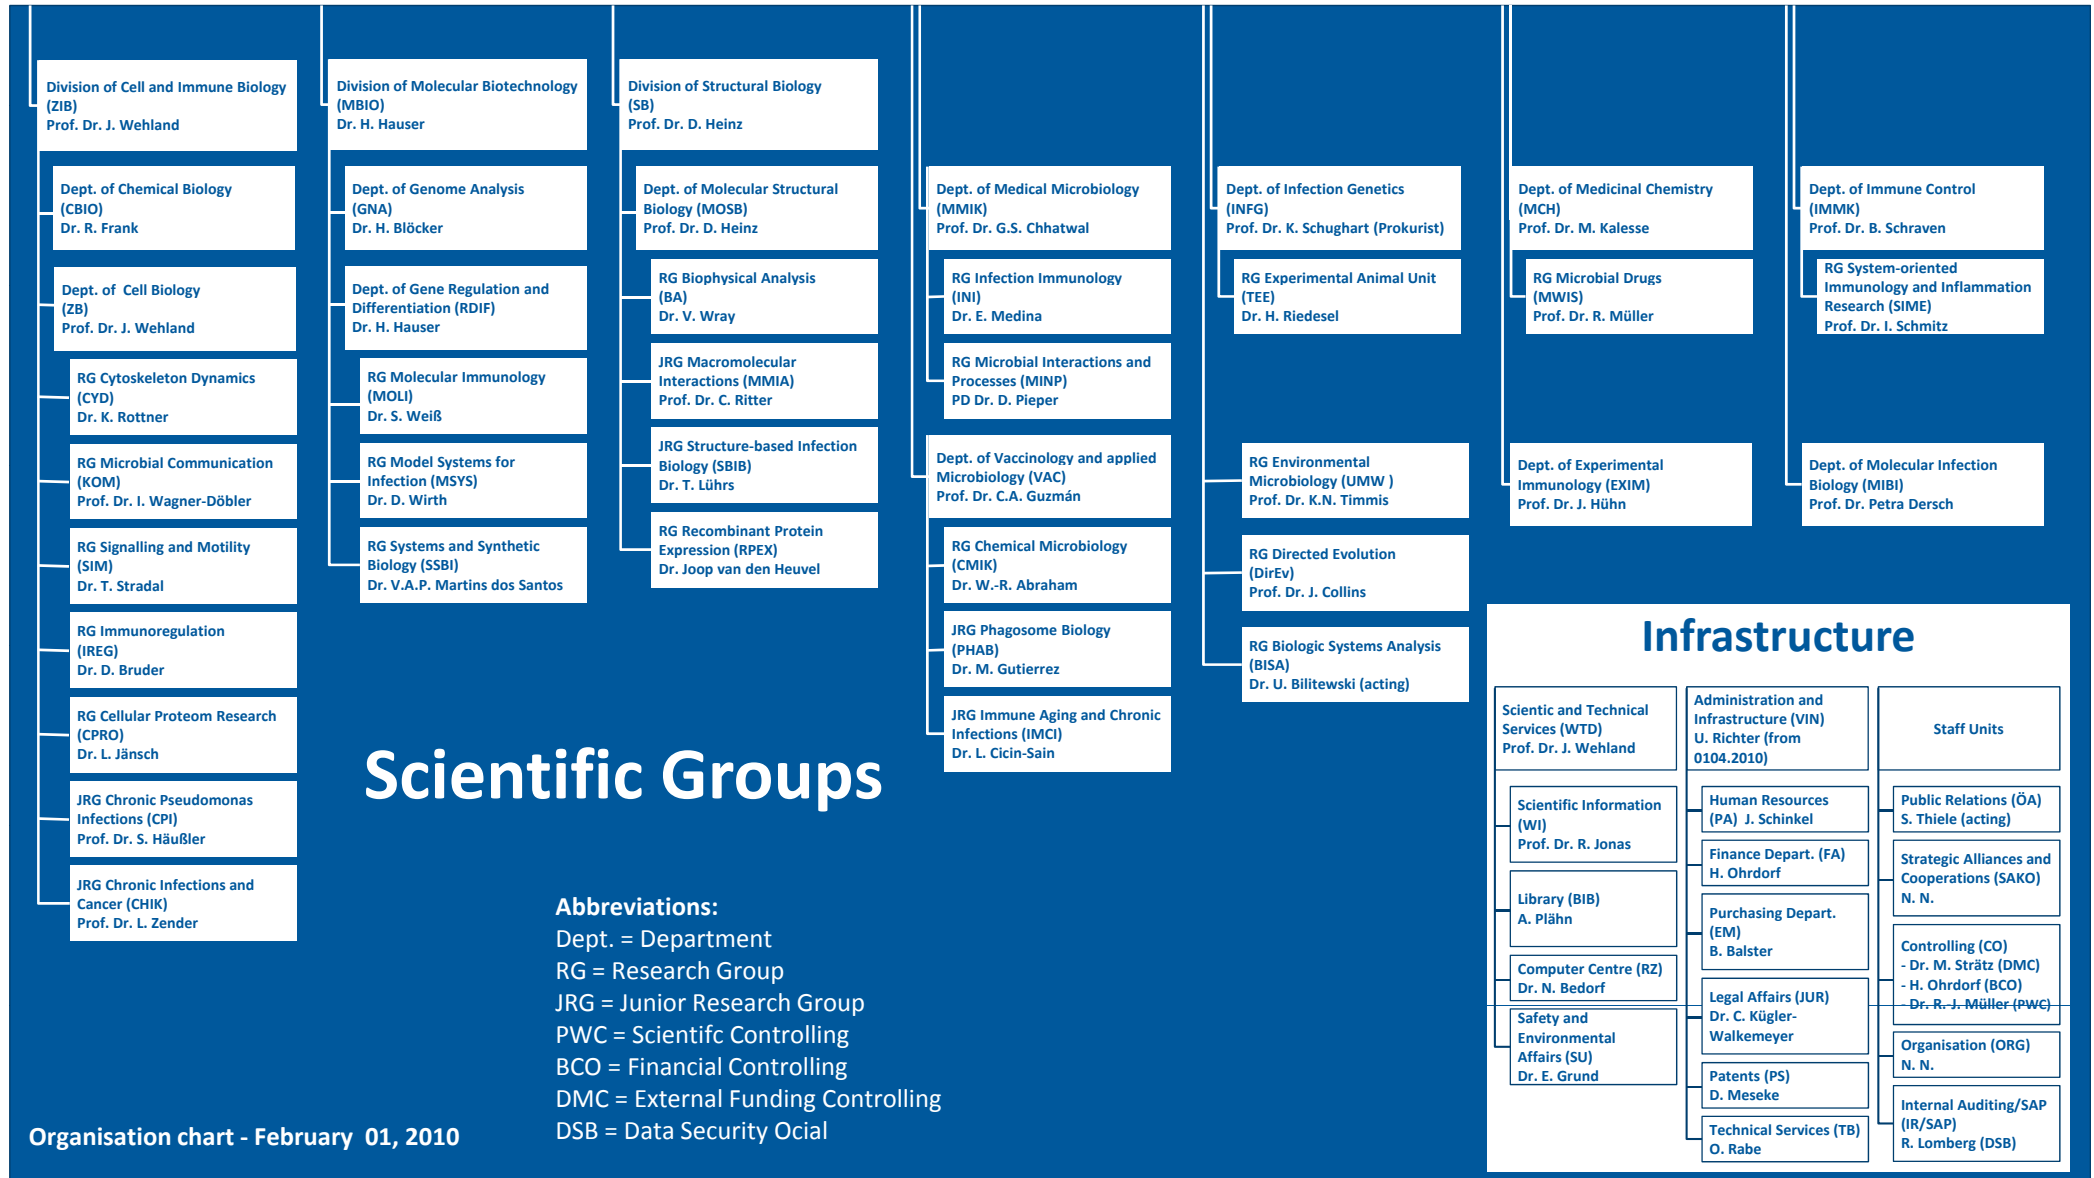 Division of Cell and Immune Biology
(ZIB)
Prof. Dr. J. Wehland
Dept. of Chemical Biology
(CBIO)
Dr. R. Frank
Dept. of  Cell Biology
(ZB)
Prof. Dr. J. Wehland
RG Cytoskeleton Dynamics
(CYD)
Dr. K. Rottner
RG Microbial Communication
(KOM)
Prof. Dr. I. Wagner-Döbler
RG Signalling and Motility
(SIM)
Dr. T. Stradal
RG Immunoregulation
(IREG)
Dr. D. Bruder
RG Cellular Proteom Research
(CPRO)
Dr. L. Jänsch
JRG Chronic Pseudomonas
Infections (CPI)
Prof. Dr. S. Häußler
JRG Chronic Infections and
Cancer (CHIK)
Prof. Dr. L. Zender
Division of Molecular Biotechnology
(MBIO)
Dr. H. Hauser
Dept. of Genome Analysis
(GNA)
Dr. H. Blöcker
Dept. of Gene Regulation and
Differentiation (RDIF)
Dr. H. Hauser
RG Molecular Immunology
(MOLI)
Dr. S. Weiß
RG Model Systems for
Infection (MSYS)
Dr. D. Wirth
RG Systems and Synthetic
Biology (SSBI)
Dr. V.A.P. Martins dos Santos
Division of Structural Biology
(SB)
Prof. Dr. D. Heinz
Dept. of Molecular Structural
Biology (MOSB)
Prof. Dr. D. Heinz
RG Biophysical Analysis
(BA)
Dr. V. Wray
JRG Macromolecular
Interactions (MMIA)
Prof. Dr. C. Ritter
JRG Structure-based Infection
Biology (SBIB)
Dr. T. Lührs
RG Recombinant Protein
Expression (RPEX)
Dr. Joop van den Heuvel
Dept. of Medical Microbiology
(MMIK)
Prof. Dr. G.S. Chhatwal
RG Infection Immunology
(INI)
Dr. E. Medina
RG Microbial Interactions and
Processes (MINP)
PD Dr. D. Pieper
Dept. of Vaccinology and applied
Microbiology (VAC)
Prof. Dr. C.A. Guzmán
RG Chemical Microbiology
(CMIK)
Dr. W.-R. Abraham
JRG Phagosome Biology
(PHAB)
Dr. M. Gutierrez
JRG Immune Aging and Chronic
Infections (IMCI)
Dr. L. Cicin-Sain
Dept. of Infection Genetics
(INFG)
Prof. Dr. K. Schughart (Prokurist)
RG Experimental Animal Unit
(TEE)
Dr. H. Riedesel
RG Environmental
Microbiology (UMW )
Prof. Dr. K.N. Timmis
RG Directed Evolution
(DirEv)
Prof. Dr. J. Collins
RG Biologic Systems Analysis
(BISA)
Dr. U. Bilitewski (acting)
Dept. of Medicinal Chemistry
(MCH)
Prof. Dr. M. Kalesse
RG Microbial Drugs
(MWIS)
Prof. Dr. R. Müller
Dept. of Experimental
Immunology (EXIM)
Prof. Dr. J. Hühn
Dept. of Immune Control
(IMMK)
Prof. Dr. B. Schraven
RG System-oriented
Immunology and Inflammation
Research (SIME)
Prof. Dr. I. Schmitz
Dept. of Molecular Infection
Biology (MIBI)
Prof. Dr. Petra Dersch
Scientific Groups
Abbreviations:
Dept. = Department
RG = Research Group
JRG = Junior Research Group
PWC = Scientifc Controlling
BCO = Financial Controlling
DMC = External Funding Controlling
DSB = Data Security Ocial
Organisation chart - February  01, 2010
Infrastructure
Scientic and Technical
Services (WTD)
Prof. Dr. J. Wehland
Scientific Information
(WI)
Prof. Dr. R. Jonas
Library (BIB)
A. Plähn
Computer Centre (RZ)
Dr. N. Bedorf
Safety and
Environmental
Affairs (SU)
Dr. E. Grund
Administration and
Infrastructure (VIN)
U. Richter (from
0104.2010)
Human Resources
(PA)  J. Schinkel
Finance Depart. (FA)
H. Ohrdorf
Purchasing Depart.
(EM)
B. Balster
Legal Affairs (JUR)
Dr. C. Kügler-
Walkemeyer
Patents (PS)
D. Meseke
Technical Services (TB)
O. Rabe
Staff Units
Public Relations (ÖA)
S. Thiele (acting)
Strategic Alliances and
Cooperations (SAKO)
N. N.
Controlling (CO)
- Dr. M. Strätz (DMC)
- H. Ohrdorf (BCO)
- Dr. R.-J. Müller (PWC)
Organisation (ORG)
N. N.
Internal Auditing/SAP
(IR/SAP)
R. Lomberg (DSB)